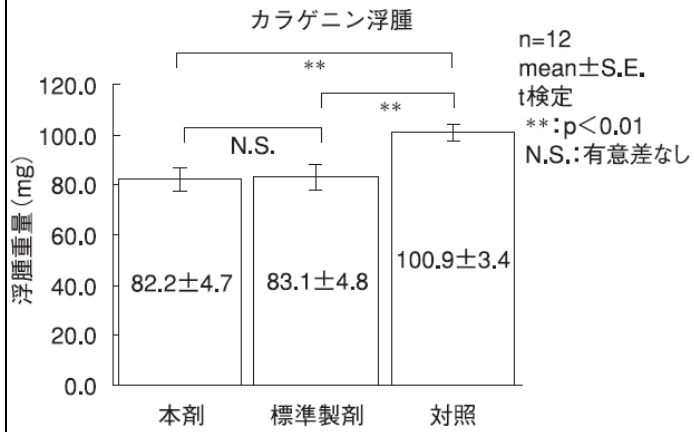 カラゲニン浮腫
n=12
mean±S.E.
t検定
**:p<0.01
N.S.:有意差なし
**
**
N.S.
浮腫重量(mg)
120.0
100.0
80.0
60.0
40.0
20.0
0.0
82.2±4.7
83.1±4.8
100.9±3.4
本剤
標準製剤
対照